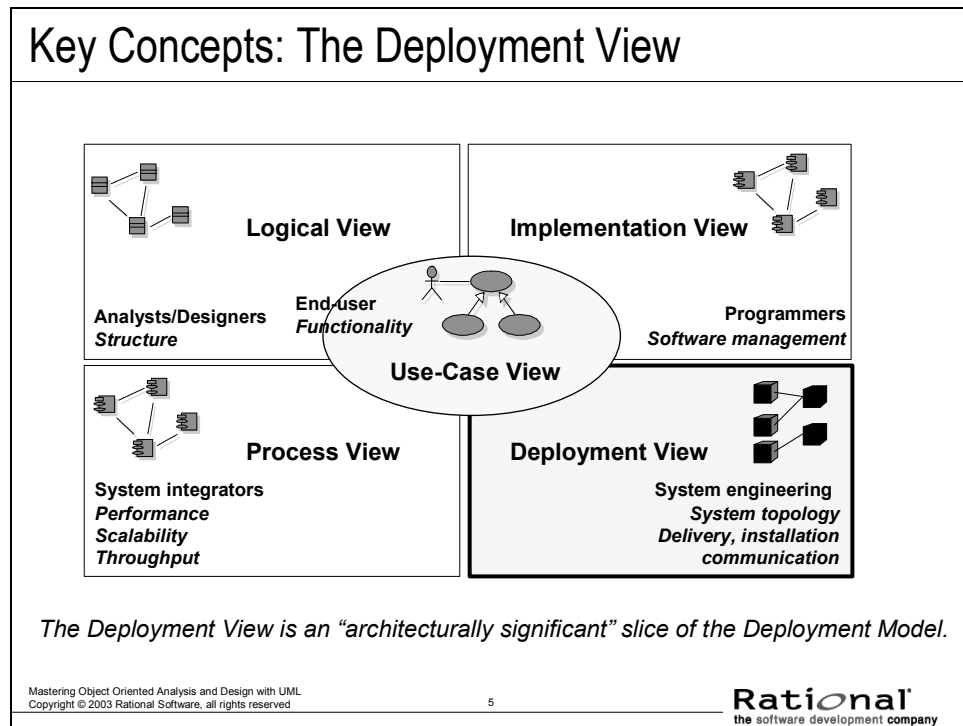 Key Concepts: The Deployment View
Logical View
Analysts/Designers
Structure
End-user
Functionality
Implementation View
Programmers
Software management
Use-Case View
Process View
System integrators
Performance
Scalability
Throughput
Deployment View
System engineering
System topology
Delivery, installation
communication
The Deployment View is an “architecturally significant” slice of the Deployment Model.
Mastering Object Oriented Analysis and Design with UML
Copyright © 2003 Rational Software, all rights reserved
5
Rational
the software development company